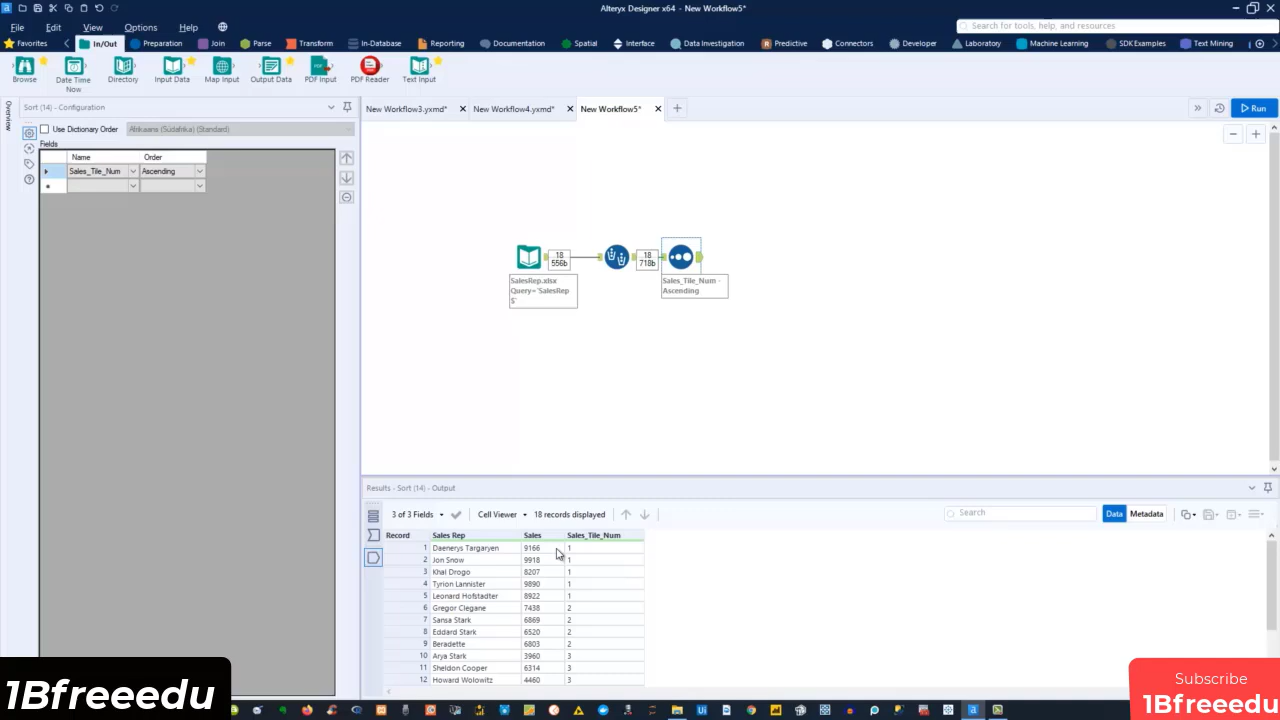 Alteryx Designer x64 - New Workflow5*
File Edit View Options Help
Search for tools, help, and resources
Favorites In/Out Preparation Join Parse Transform In-Database Reporting Documentation Spatial Interface Data Investigation Predictive Connectors Developer Laboratory Machine Learning SDK Examples Text Mining
Browse Date Time Now Directory Input Data Map Input Output Data PDF Input PDF Reader Text Input
Overview
Sort (14) - Configuration
New Workflow3.yxmd* New Workflow4.yxmd* New Workflow5*
Run
Use Dictionary Order Afrikaans (Südafrika) (Standard)
Fields
Name Order
Sales_Tile_Num Ascending
18
556b
18
718b
SalesRep.xlsx
Query=`SalesRep
$`
Sales_Tile_Num -
Ascending
Results - Sort (14) - Output
3 of 3 Fields Cell Viewer 18 records displayed Search Data Metadata
Record Sales Rep Sales Sales_Tile_Num
1 Daenerys Targaryen 9166 1
2 Jon Snow 9918 1
3 Khal Drogo 8207 1
4 Tyrion Lannister 9890 1
5 Leonard Hofstadter 8922 1
6 Gregor Clegane 7438 2
7 Sansa Stark 6869 2
8 Eddard Stark 6520 2
9 Beradette 6803 2
10 Arya Stark 3960 3
11 Sheldon Cooper 6314 3
12 Howard Wolowitz 4460 3
1Bfreeedu
Subscribe
1Bfreeedu